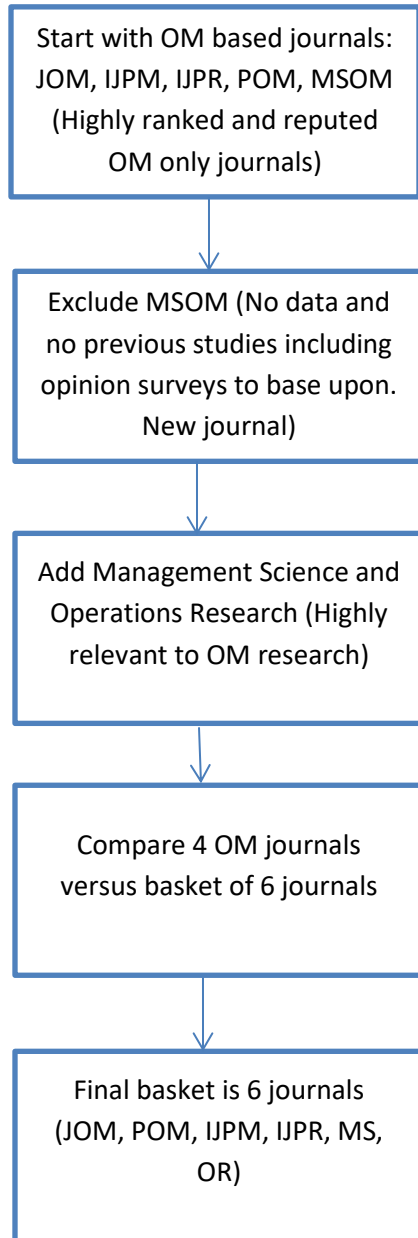 Start with OM based journals:
JOM, IJPM, IJPR, POM, MSOM
(Highly ranked and reputed
OM only journals)
Exclude MSOM (No data and
no previous studies including
opinion surveys to base upon.
New journal)
Add Management Science and
Operations Research (Highly
relevant to OM research)
Compare 4 OM journals
versus basket of 6 journals
Final basket is 6 journals
(JOM, POM, IJPM, IJPR, MS,
OR)